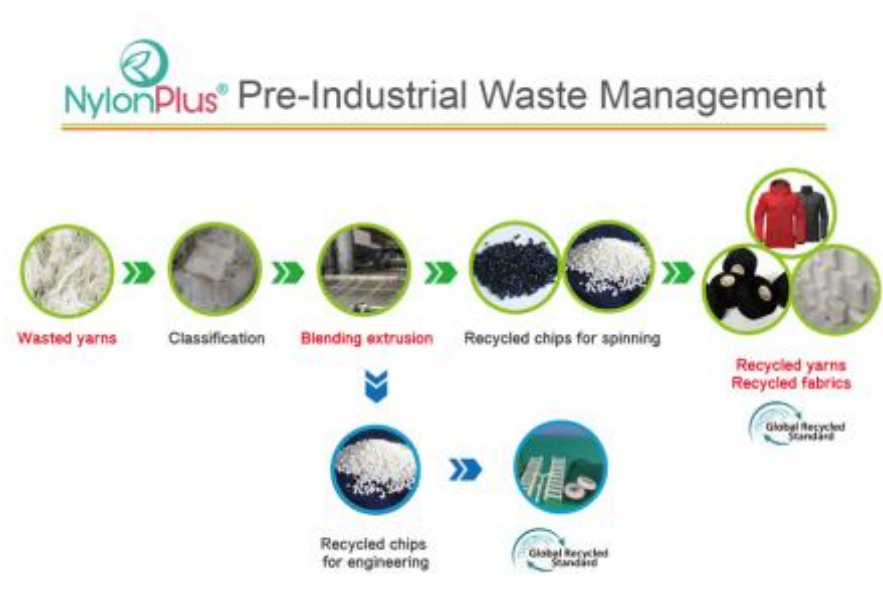 NylonPlus® Pre-Industrial Waste Management
Wasted yarns
Classification
Blending extrusion
Recycled chips for spinning
Recycled yarns
Recycled fabrics
Global Recycled
Standard
Recycled chips
for engineering
Global Recycled
Standard